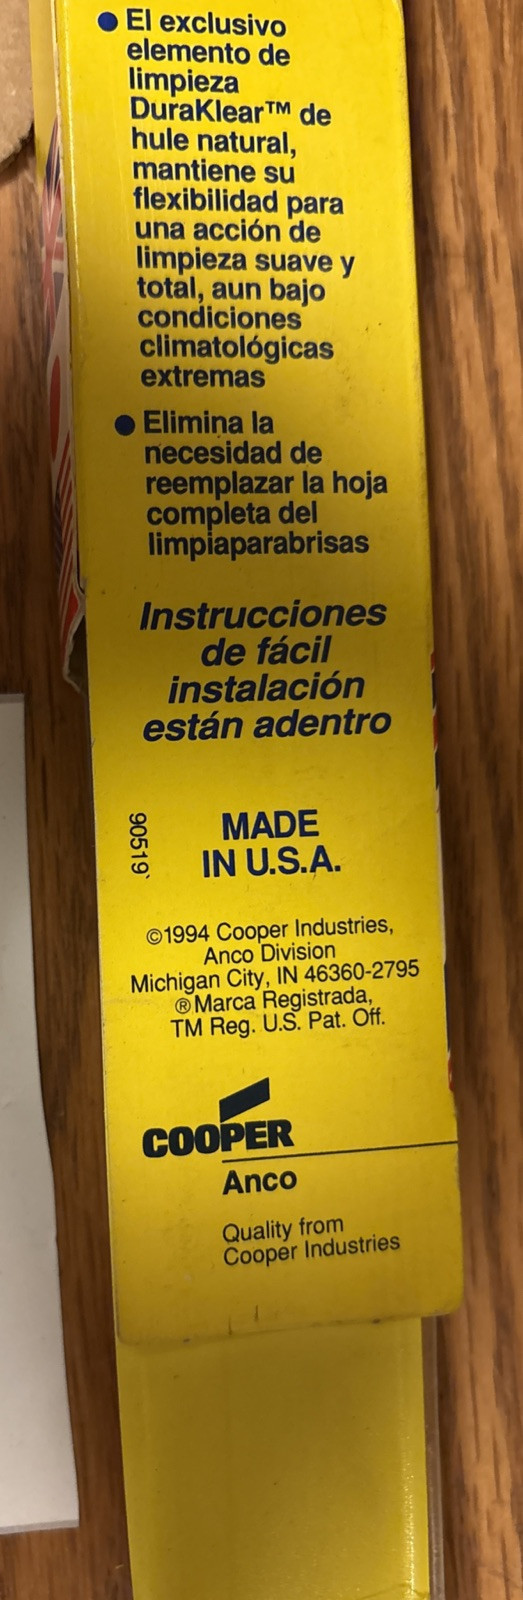 ● El exclusivo
elemento de
limpieza
DuraKlear™ de
hule natural,
mantiene su
flexibilidad para
una acción de
limpieza suave y
total, aun bajo
condiciones
climatológicas
extremas
● Elimina la
necesidad de
reemplazar la hoja
completa del
limpiaparabrisas
Instrucciones
de fácil
instalación
están adentro
90519
MADE
IN U.S.A.
©1994 Cooper Industries,
Anco Division
Michigan City, IN 46360-2795
® Marca Registrada,
TM Reg. U.S. Pat. Off.
COOPER
Anco
Quality from
Cooper Industries